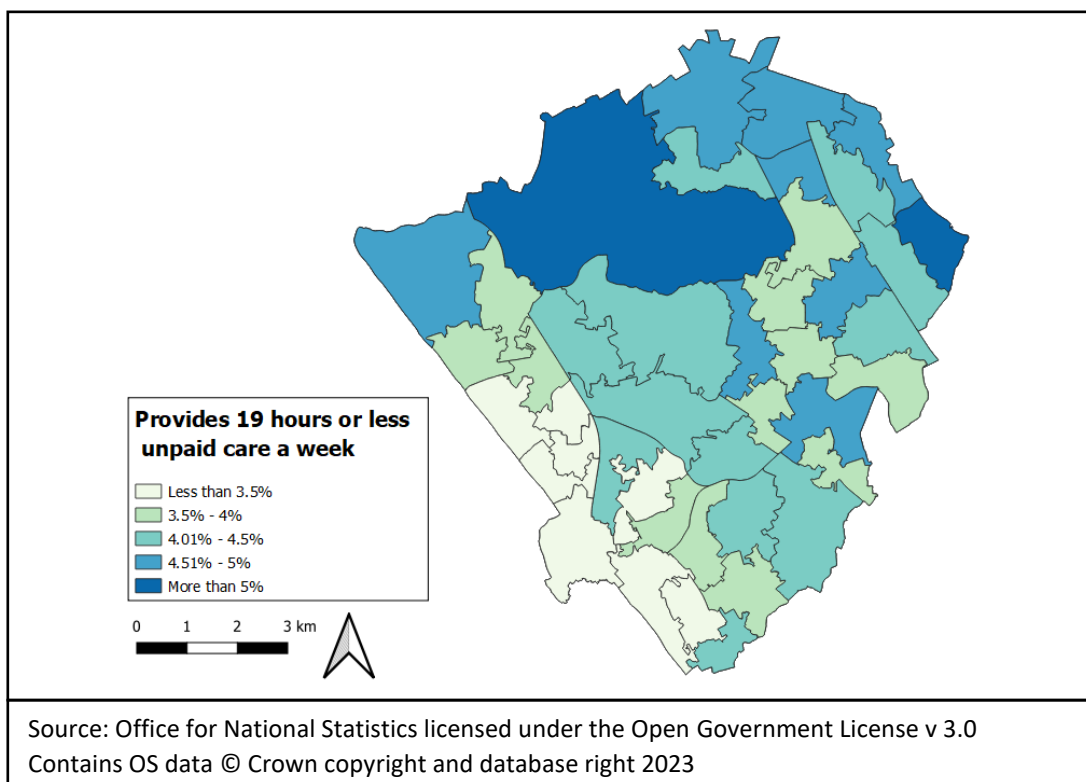 Provides 19 hours or less
unpaid care a week
Less than 3.5%
3.5% - 4%
4.01% - 4.5%
4.51% - 5%
More than 5%
0 1 2 3 km
Source: Office for National Statistics licensed under the Open Government License v 3.0
Contains OS data © Crown copyright and database right 2023